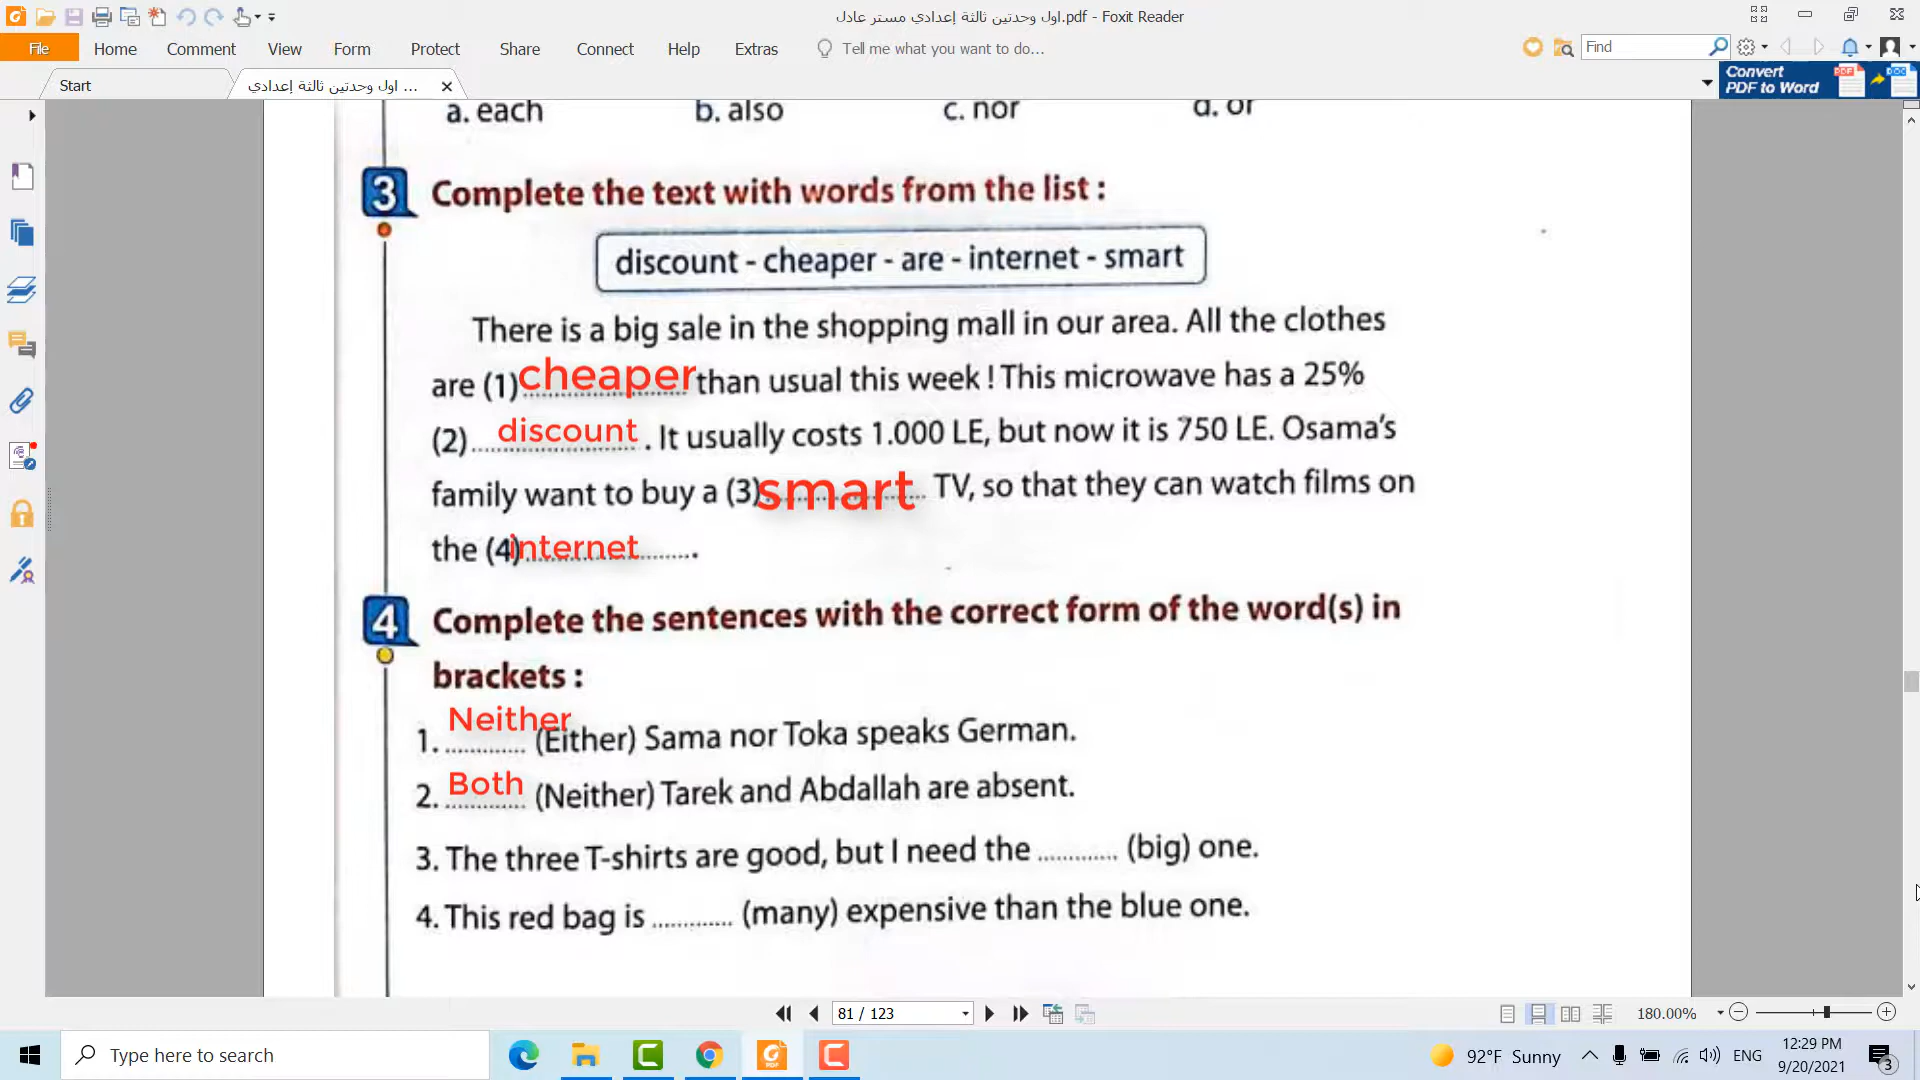 اول وحدتين ثالثة إعدادي مستر عادل.pdf - Foxit Reader
File Home Comment View Form Protect Share Connect Help Extras Tell me what you want to do... Find
Start اول وحدتين ثالثة إعدادي ...
Convert PDF to Word
a. each b. also c. nor d. or
3 Complete the text with words from the list :
discount - cheaper - are - internet - smart
There is a big sale in the shopping mall in our area. All the clothes
are (1) cheaper than usual this week ! This microwave has a 25%
(2) discount . It usually costs 1.000 LE, but now it is 750 LE. Osama's
family want to buy a (3) smart TV, so that they can watch films on
the (4) internet .
4 Complete the sentences with the correct form of the word(s) in
brackets :
1. Neither (Either) Sama nor Toka speaks German.
2. Both (Neither) Tarek and Abdallah are absent.
3. The three T-shirts are good, but I need the ............ (big) one.
4. This red bag is ............ (many) expensive than the blue one.
81 / 123 180.00%
Type here to search 92°F Sunny ENG 12:29 PM
9/20/2021 3